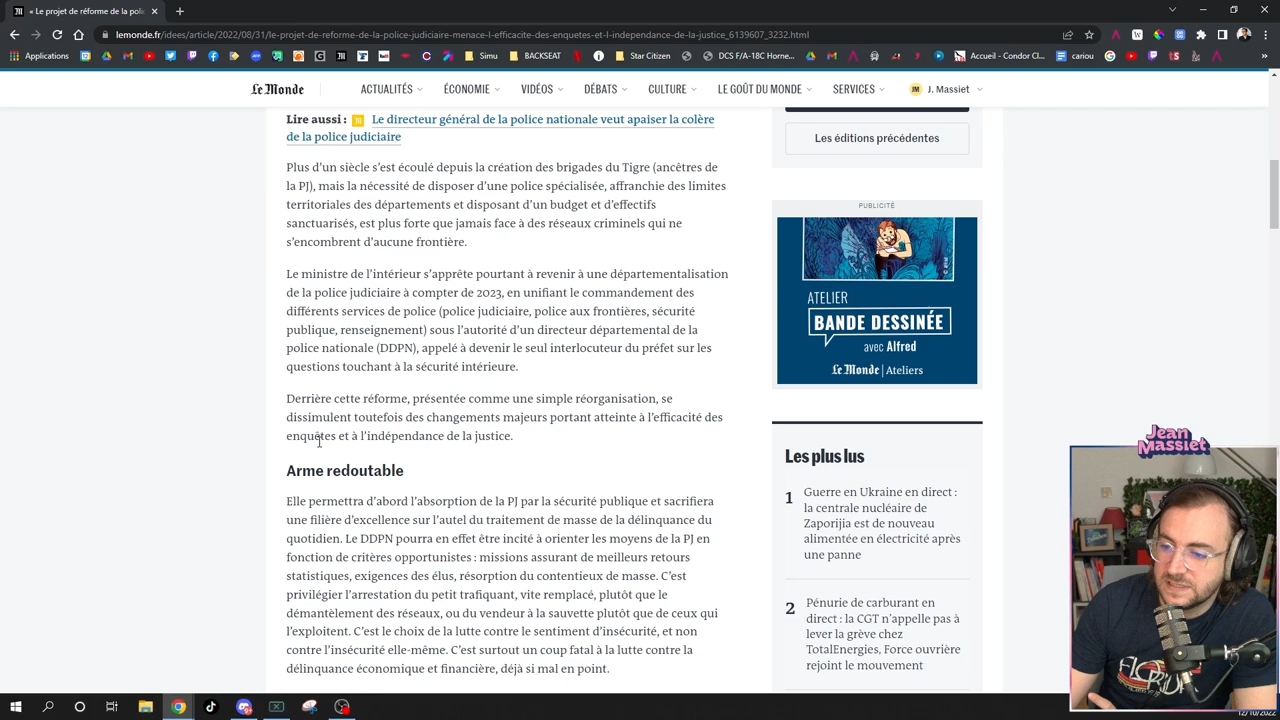 « Le projet de réforme de la poli
lemonde.fr/idees/article/2022/08/31/le-projet-de-reforme-de-la-police-judiciaire-menace-l-efficacite-des-enquetes-et-l-independance-de-la-justice_6139607_3232.html
Applications
Simu
BACKSEAT
Star Citizen
DCS F/A-18C Horne...
Accueil - Condor Cl...
cariou
Le Monde
ACTUALITÉS
ÉCONOMIE
VIDÉOS
DÉBATS
CULTURE
LE GOÛT DU MONDE
SERVICES
JM
J. Massiet
Lire aussi : Le directeur général de la police nationale veut apaiser la colère
de la police judiciaire
Plus d’un siècle s’est écoulé depuis la création des brigades du Tigre (ancêtres de
la PJ), mais la nécessité de disposer d’une police spécialisée, affranchie des limites
territoriales des départements et disposant d’un budget et d’effectifs
sanctuarisés, est plus forte que jamais face à des réseaux criminels qui ne
s’encombrent d’aucune frontière.
Le ministre de l’intérieur s’apprête pourtant à revenir à une départementalisation
de la police judiciaire à compter de 2023, en unifiant le commandement des
différents services de police (police judiciaire, police aux frontières, sécurité
publique, renseignement) sous l’autorité d’un directeur départemental de la
police nationale (DDPN), appelé à devenir le seul interlocuteur du préfet sur les
questions touchant à la sécurité intérieure.
Derrière cette réforme, présentée comme une simple réorganisation, se
dissimulent toutefois des changements majeurs portant atteinte à l’efficacité des
enquêtes et à l’indépendance de la justice.
Arme redoutable
Elle permettra d’abord l’absorption de la PJ par la sécurité publique et sacrifiera
une filière d’excellence sur l’autel du traitement de masse de la délinquance du
quotidien. Le DDPN pourra en effet être incité à orienter les moyens de la PJ en
fonction de critères opportunistes : missions assurant de meilleurs retours
statistiques, exigences des élus, résorption du contentieux de masse. C’est
privilégier l’arrestation du petit trafiquant, vite remplacé, plutôt que le
démantèlement des réseaux, ou du vendeur à la sauvette plutôt que de ceux qui
l’exploitent. C’est le choix de la lutte contre le sentiment d’insécurité, et non
contre l’insécurité elle-même. C’est surtout un coup fatal à la lutte contre la
délinquance économique et financière, déjà si mal en point.
Les éditions précédentes
PUBLICITÉ
ATELIER
BANDE DESSINÉE
avec Alfred
Le Monde | Ateliers
Les plus lus
1
Guerre en Ukraine en direct :
la centrale nucléaire de
Zaporijia est de nouveau
alimentée en électricité après
une panne
2
Pénurie de carburant en
direct : la CGT n’appelle pas à
lever la grève chez
TotalEnergies, Force ouvrière
rejoint le mouvement
Jean
Massiet
12/10/2022